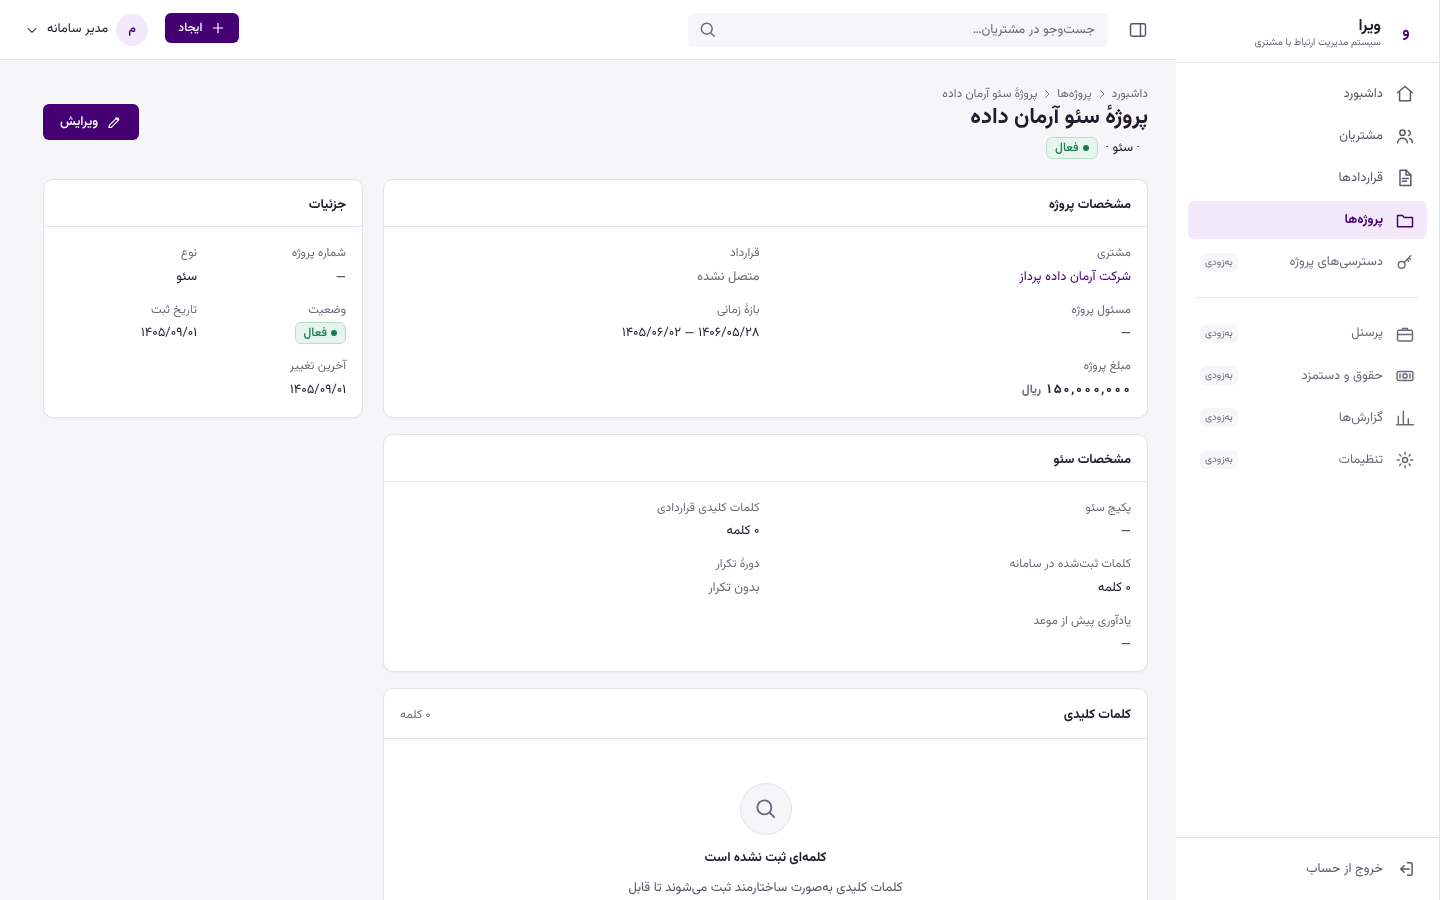 و
ویرا
سیستم مدیریت ارتباط با مشتری
داشبورد
مشتریان
قراردادها
پروژه‌ها
دسترسی‌های پروژه
به‌زودی
پرسنل
به‌زودی
حقوق و دستمزد
به‌زودی
گزارش‌ها
به‌زودی
تنظیمات
به‌زودی
خروج از حساب
جست‌وجو در مشتریان...
ایجاد
م
مدیر سامانه
داشبورد
پروژه‌ها
پروژهٔ سئو آرمان داده
پروژهٔ سئو آرمان داده
· سئو ·
فعال
ویرایش
مشخصات پروژه
مشتری
شرکت آرمان داده پرداز
قرارداد
متصل نشده
مسئول پروژه
—
بازهٔ زمانی
۱۴۰۵/۰۶/۰۲ — ۱۴۰۶/۰۵/۲۸
مبلغ پروژه
۱۵۰,۰۰۰,۰۰۰ ریال
جزئیات
شماره پروژه
—
نوع
سئو
وضعیت
فعال
تاریخ ثبت
۱۴۰۵/۰۹/۰۱
آخرین تغییر
۱۴۰۵/۰۹/۰۱
مشخصات سئو
پکیج سئو
—
کلمات کلیدی قراردادی
۰ کلمه
کلمات ثبت‌شده در سامانه
۰ کلمه
دورهٔ تکرار
بدون تکرار
یادآوری پیش از موعد
—
کلمات کلیدی
۰ کلمه
کلمه‌ای ثبت نشده است
کلمات کلیدی به‌صورت ساختارمند ثبت می‌شوند تا قابل